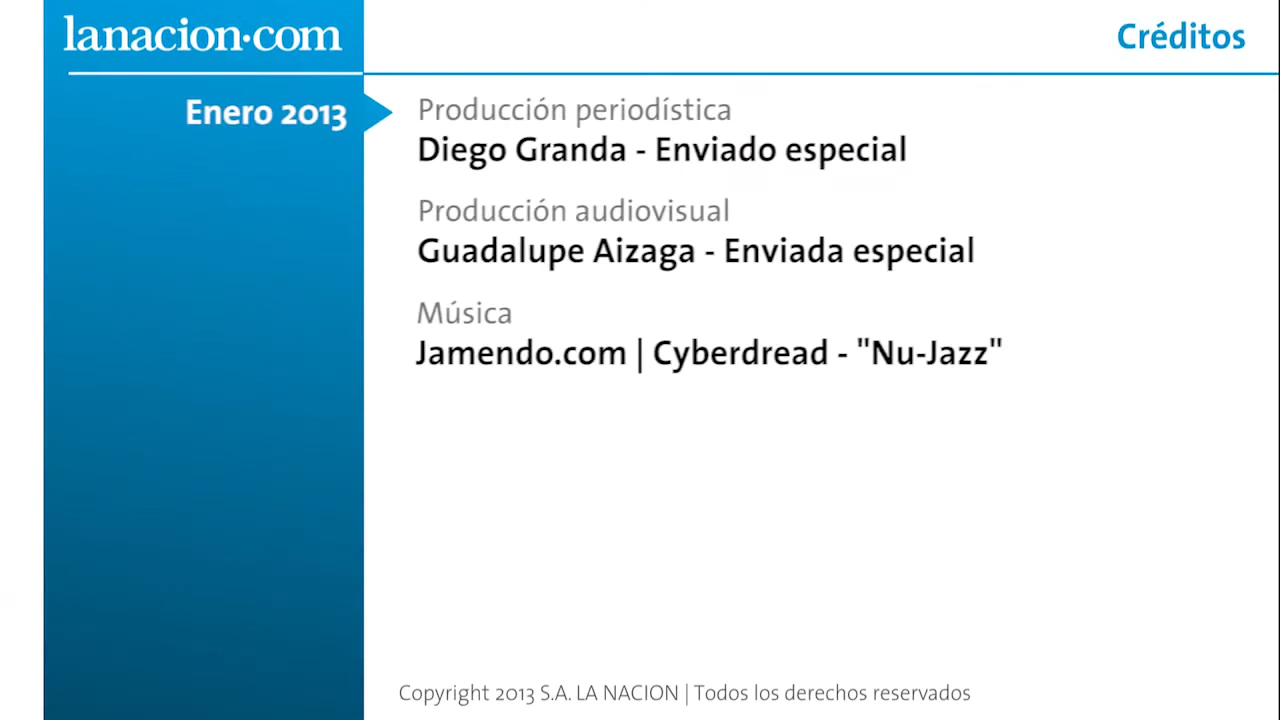 lanacion.com
Créditos
Enero 2013
Producción periodística
Diego Granda - Enviado especial
Producción audiovisual
Guadalupe Aizaga - Enviada especial
Música
Jamendo.com | Cyberdread - "Nu-Jazz"
Copyright 2013 S.A. LA NACION | Todos los derechos reservados